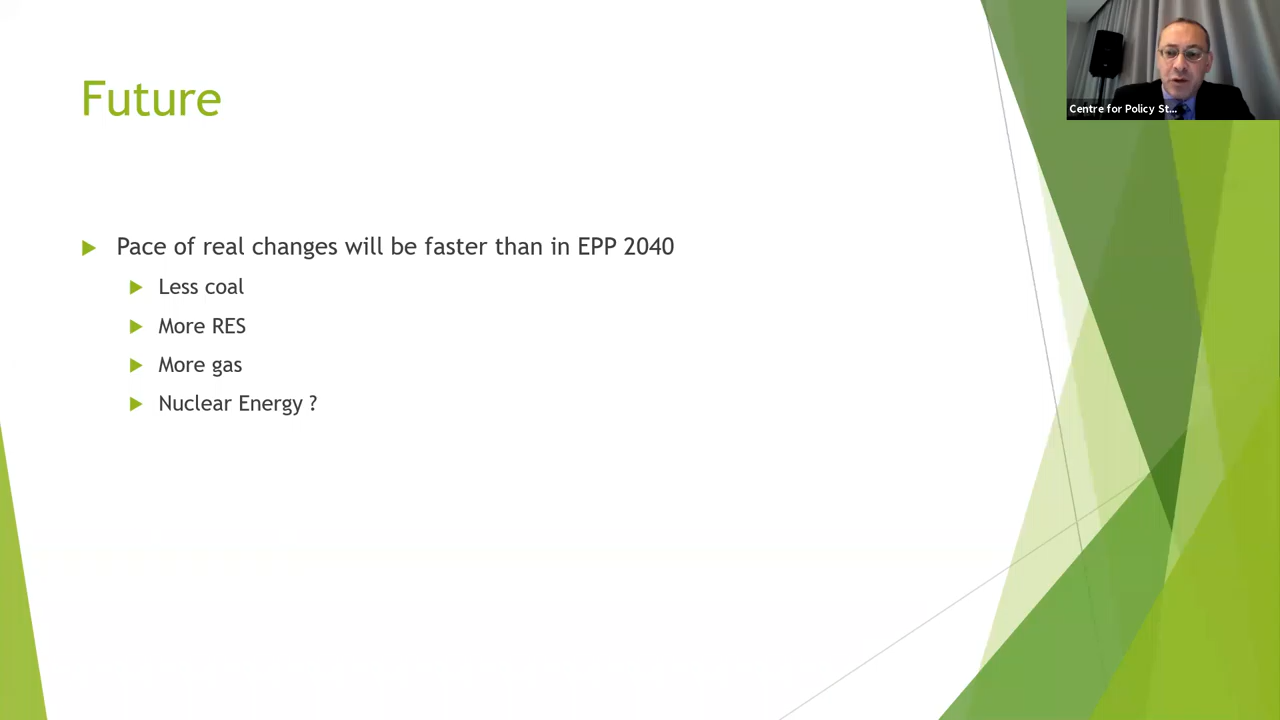 Future
Pace of real changes will be faster than in EPP 2040
Less coal
More RES
More gas
Nuclear Energy ?
Centre for Policy St...